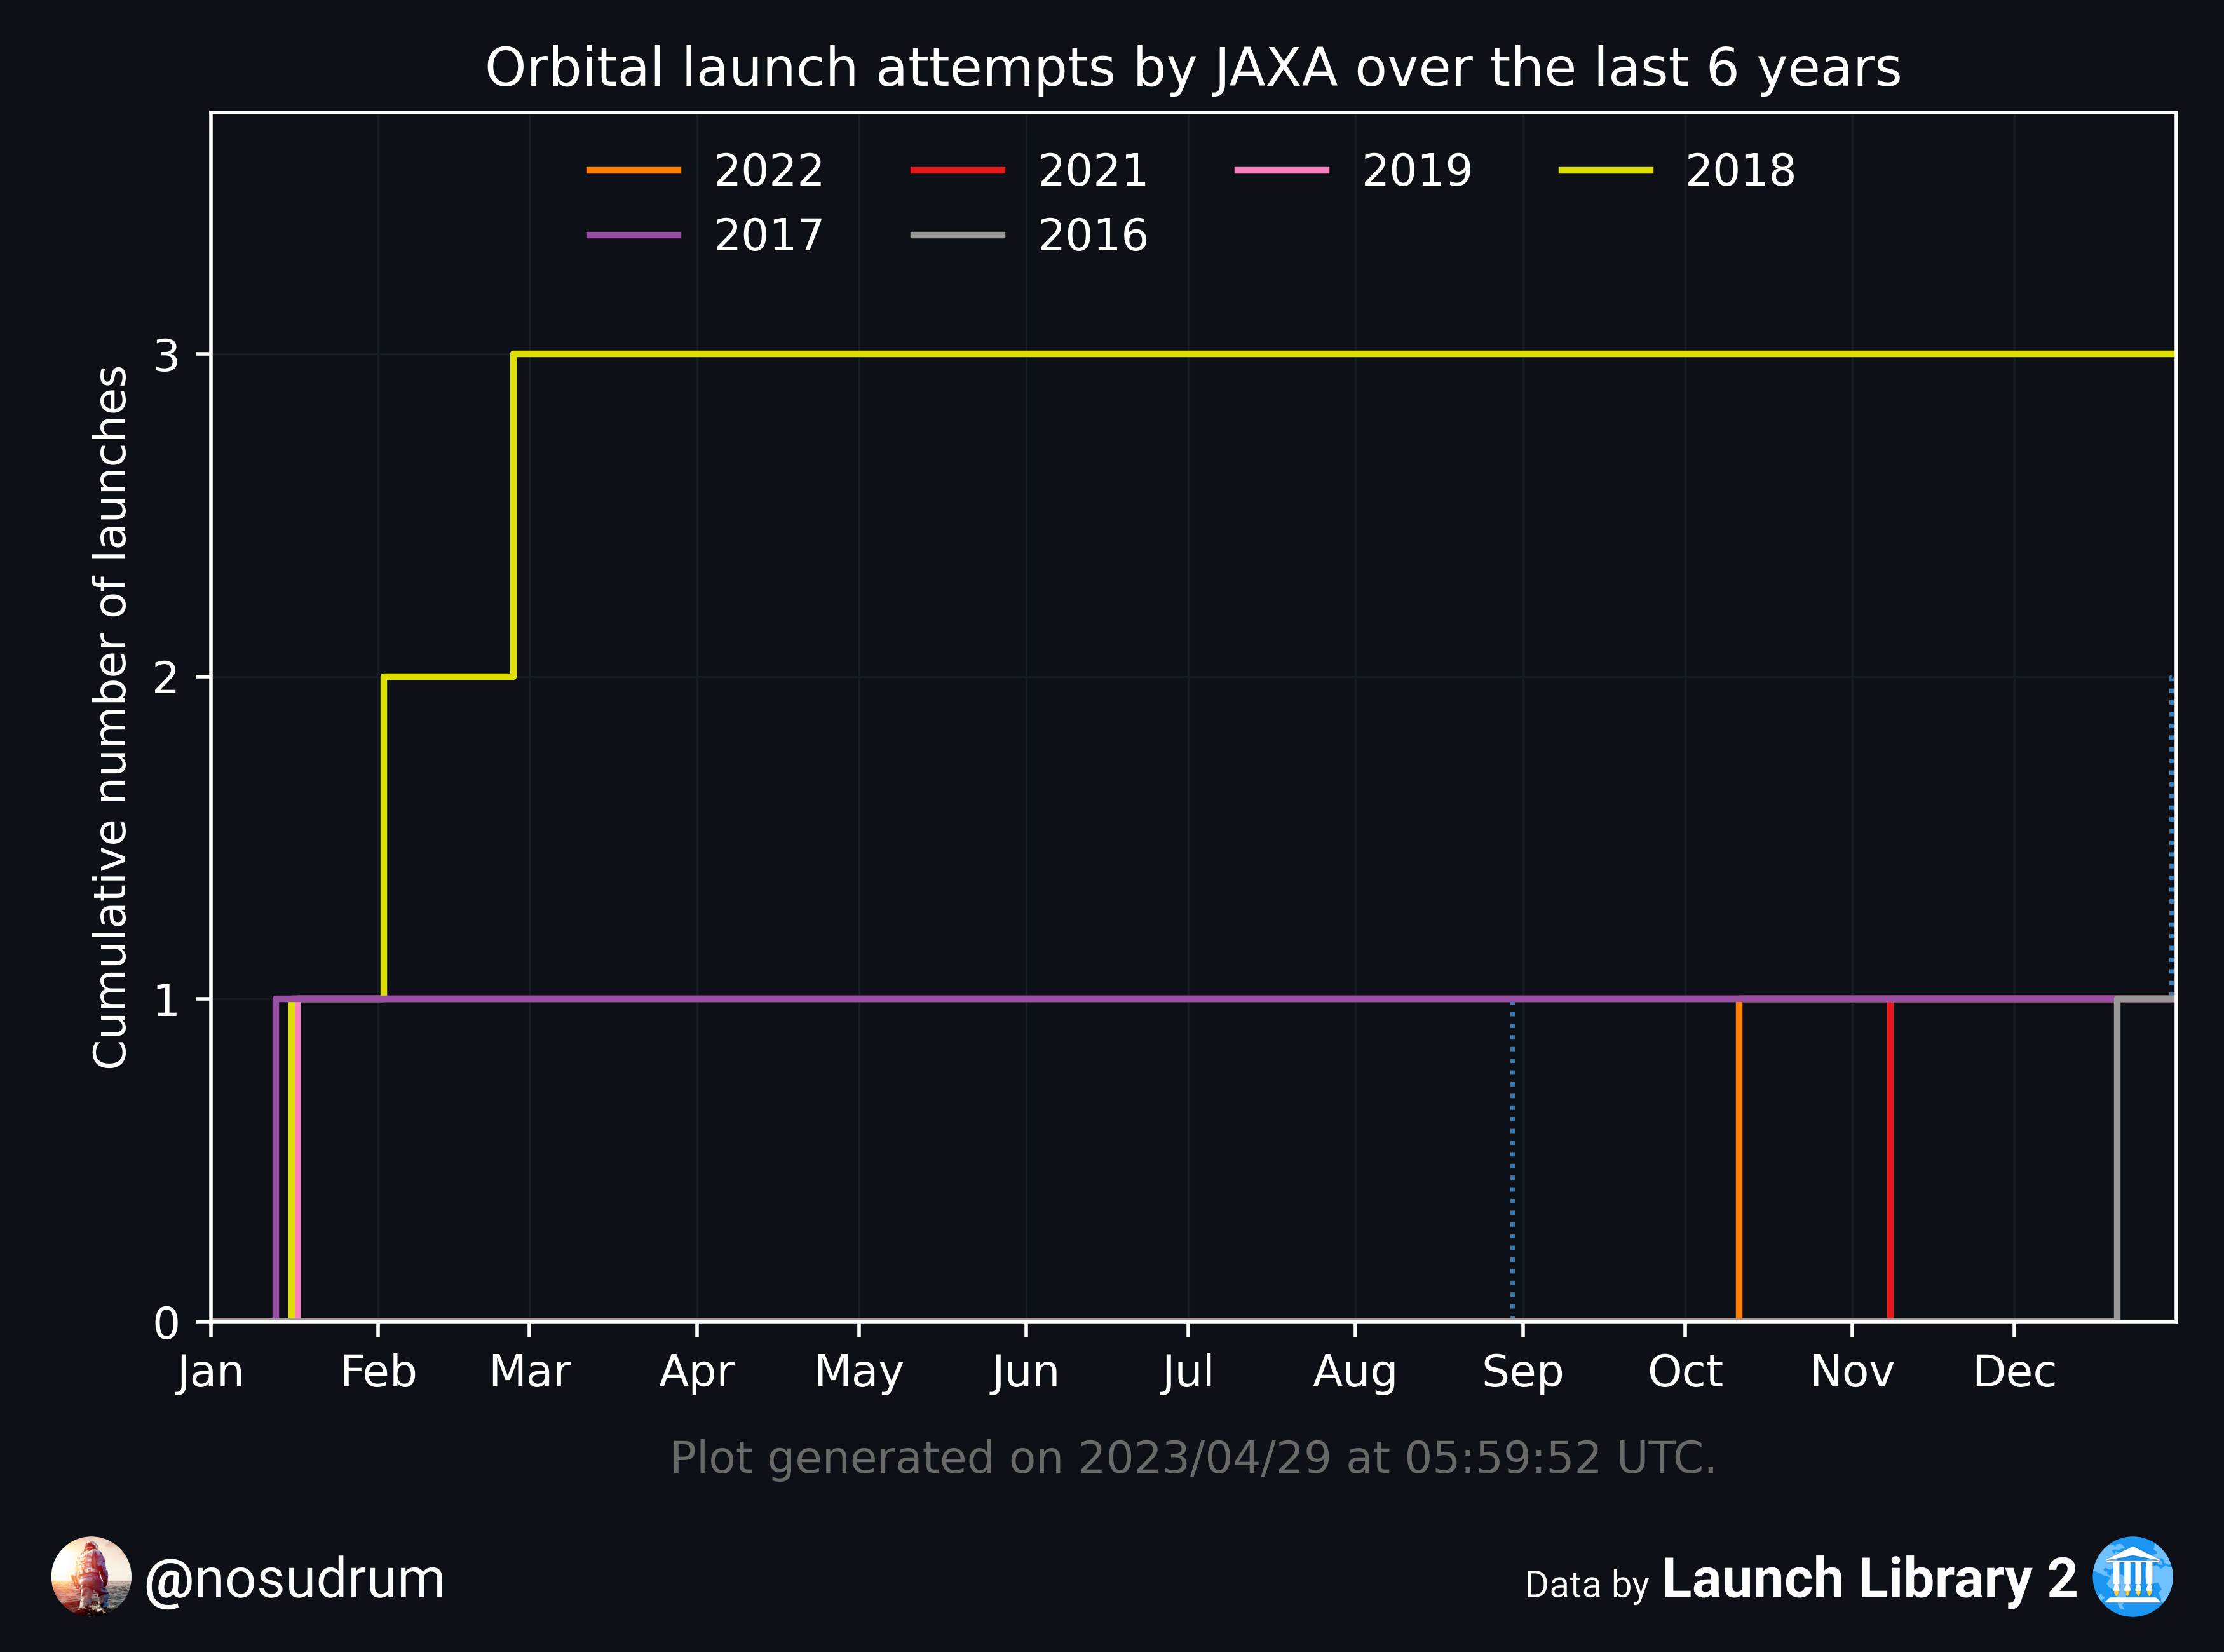 Orbital launch attempts by JAXA over the last 6 years
2022 2021 2019 2018
2017 2016
Cumulative number of launches
3
2
1
0
Jan Feb Mar Apr May Jun Jul Aug Sep Oct Nov Dec
Plot generated on 2023/04/29 at 05:59:52 UTC.
@nosudrum
Data by Launch Library 2